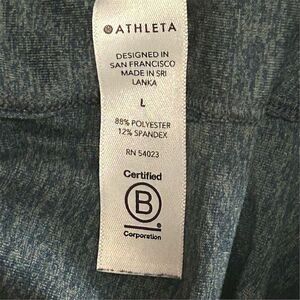 ATHLETA
DESIGNED IN
SAN FRANCISCO
MADE IN SRI
LANKA
L
88% POLYESTER
12% SPANDEX
RN 54023
Certified
B
Corporation